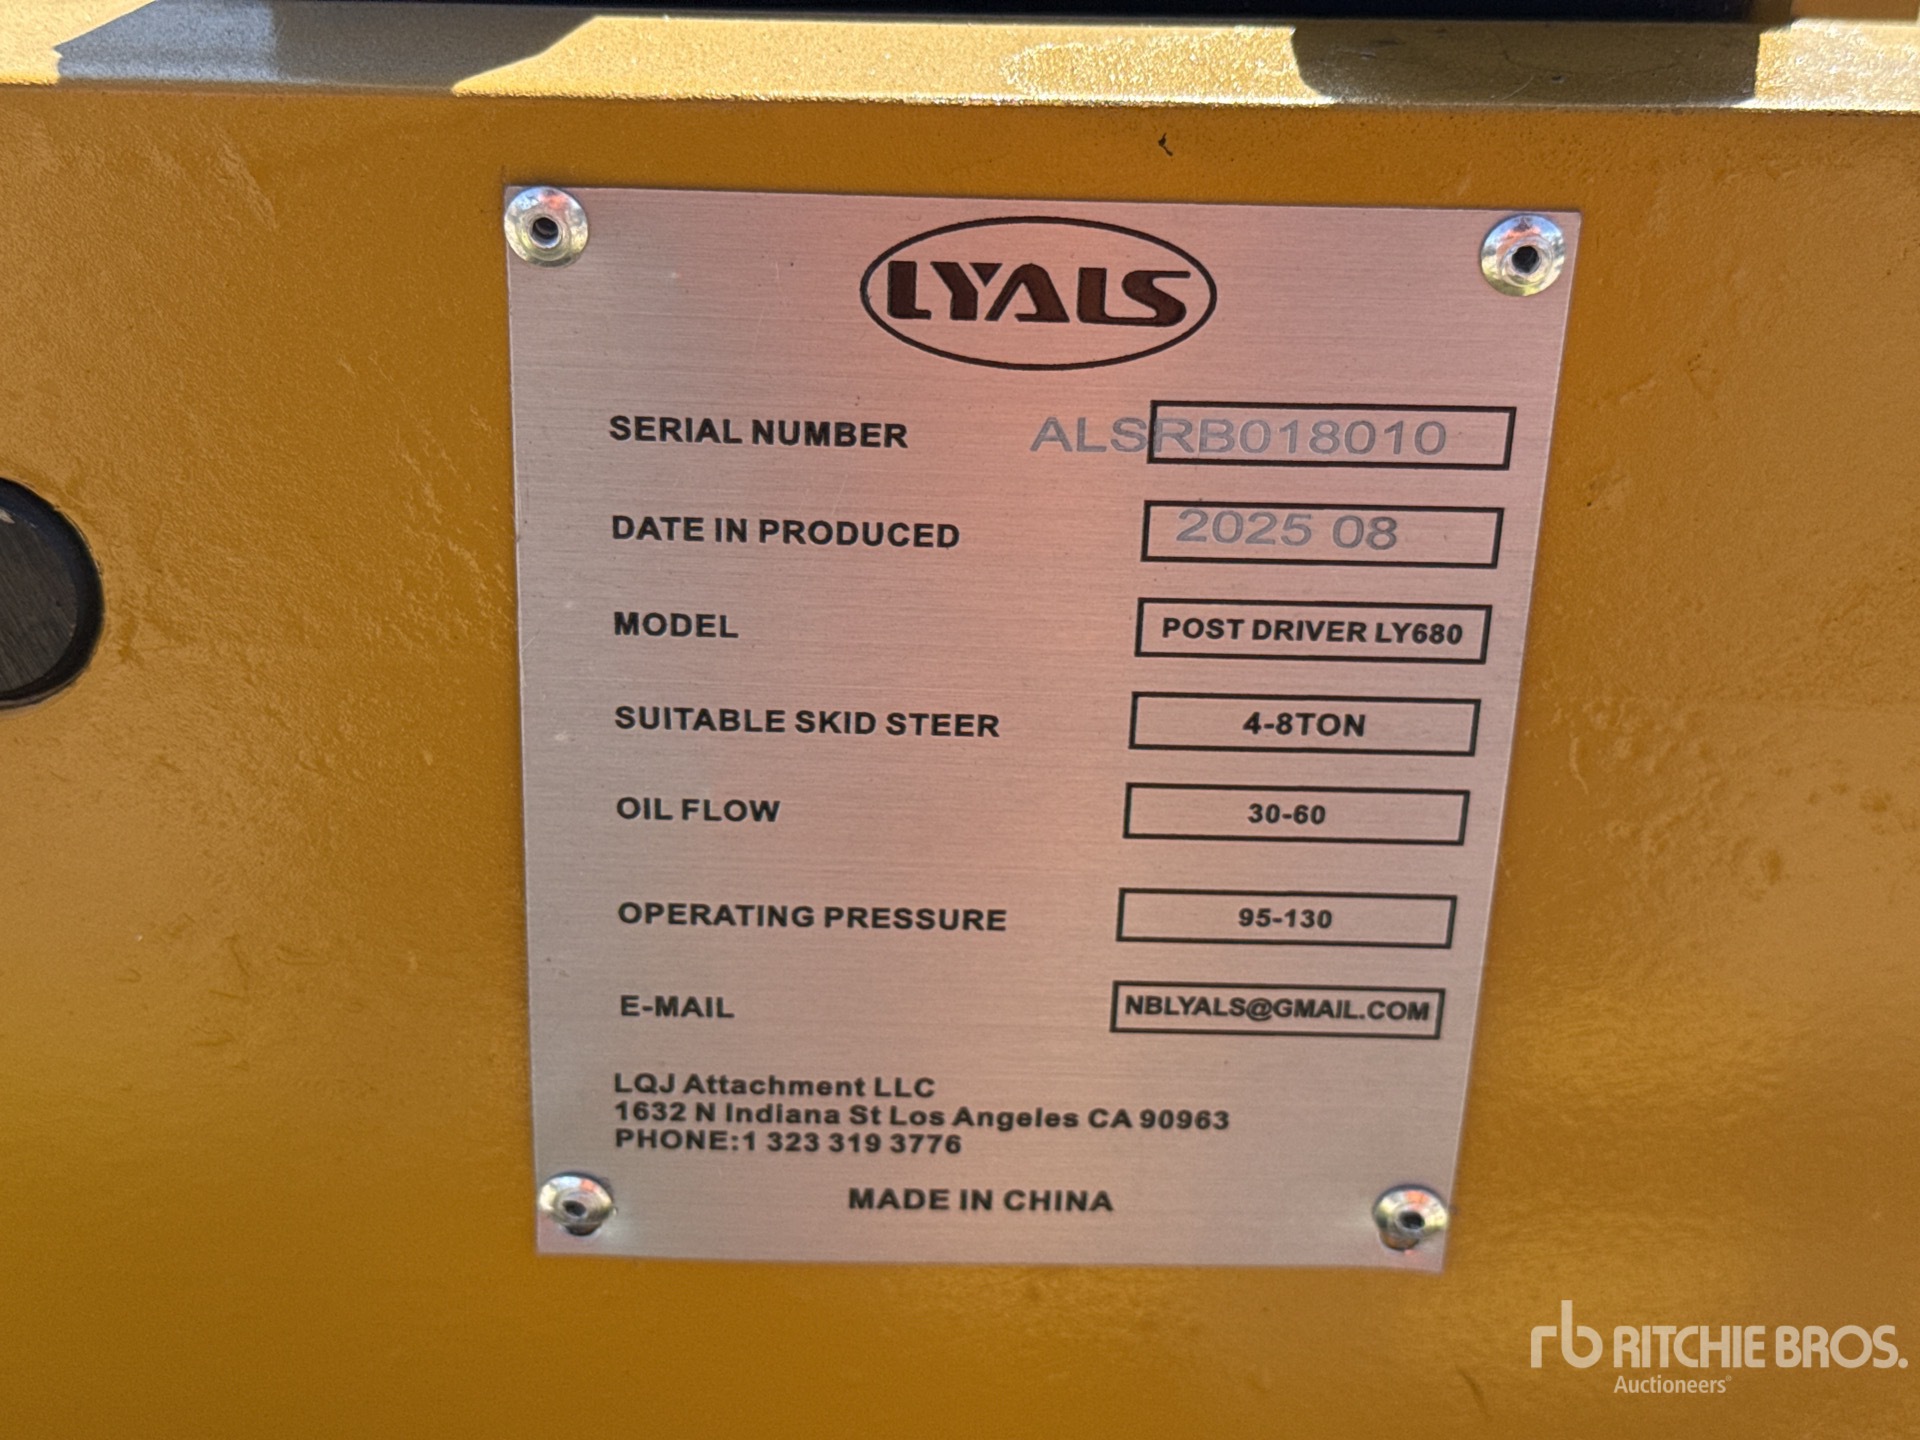 LYALS
SERIAL NUMBER ALSRB018010
DATE IN PRODUCED 2025 08
MODEL POST DRIVER LY680
SUITABLE SKID STEER 4-8TON
OIL FLOW 30-60
OPERATING PRESSURE 95-130
E-MAIL NBLYALS@GMAIL.COM
LQJ Attachment LLC
1632 N Indiana St Los Angeles CA 90963
PHONE:1 323 319 3776
MADE IN CHINA
rb RITCHIE BROS.
Auctioneers